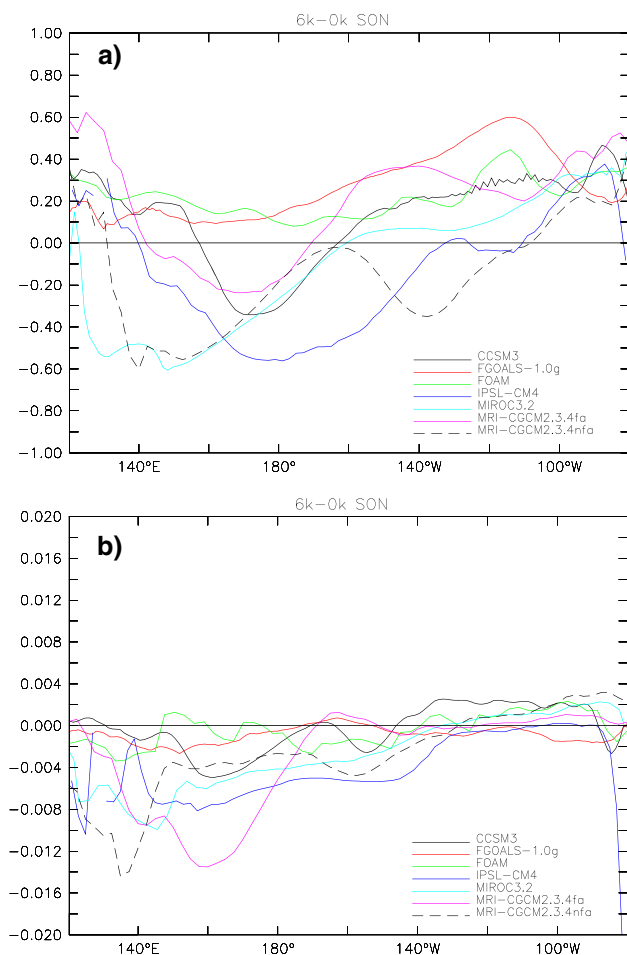 6k-0k SON
a)
1.00
0.80
0.60
0.40
0.20
0.00
-0.20
-0.40
-0.60
-0.80
-1.00
CCSM3
FGOALS-1.0g
FOAM
IPSL-CM4
MIROC3.2
MRI-CGCM2.3.4fa
MRI-CGCM2.3.4nfa
140°E 180° 140°W 100°W
6k-0k SON
b)
0.020
0.016
0.012
0.008
0.004
0.000
-0.004
-0.008
-0.012
-0.016
-0.020
CCSM3
FGOALS-1.0g
FOAM
IPSL-CM4
MIROC3.2
MRI-CGCM2.3.4fa
MRI-CGCM2.3.4nfa
140°E 180° 140°W 100°W